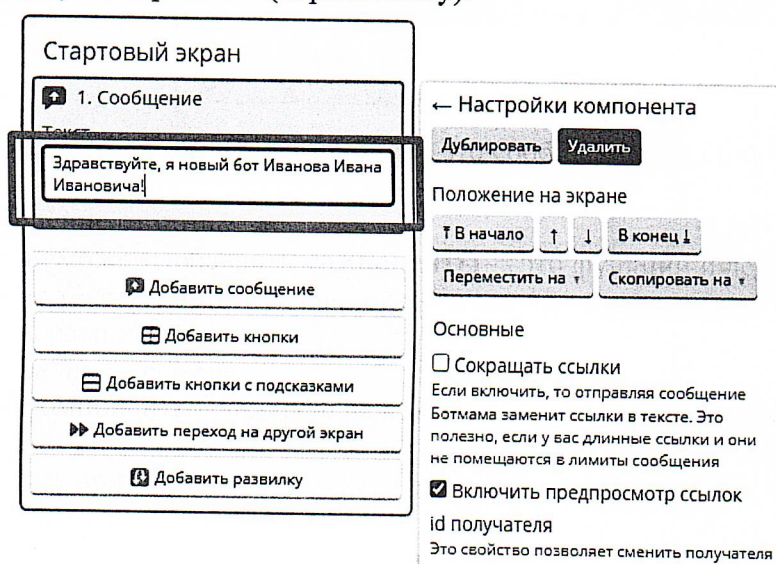 Стартовый экран
1. Сообщение
Текст
Здравствуйте, я новый бот Иванова Ивана
Ивановича!
Добавить сообщение
Добавить кнопки
Добавить кнопки с подсказками
Добавить переход на другой экран
Добавить развилку
← Настройки компонента
Дублировать Удалить
Положение на экране
⤒ В начало ↑ ↓ В конец ⤓
Переместить на ▾ Скопировать на ▾
Основные
Сокращать ссылки
Если включить, то отправляя сообщение
Ботмама заменит ссылки в тексте. Это
полезно, если у вас длинные ссылки и они
не помещаются в лимиты сообщения
Включить предпросмотр ссылок
id получателя
Это свойство позволяет сменить получателя